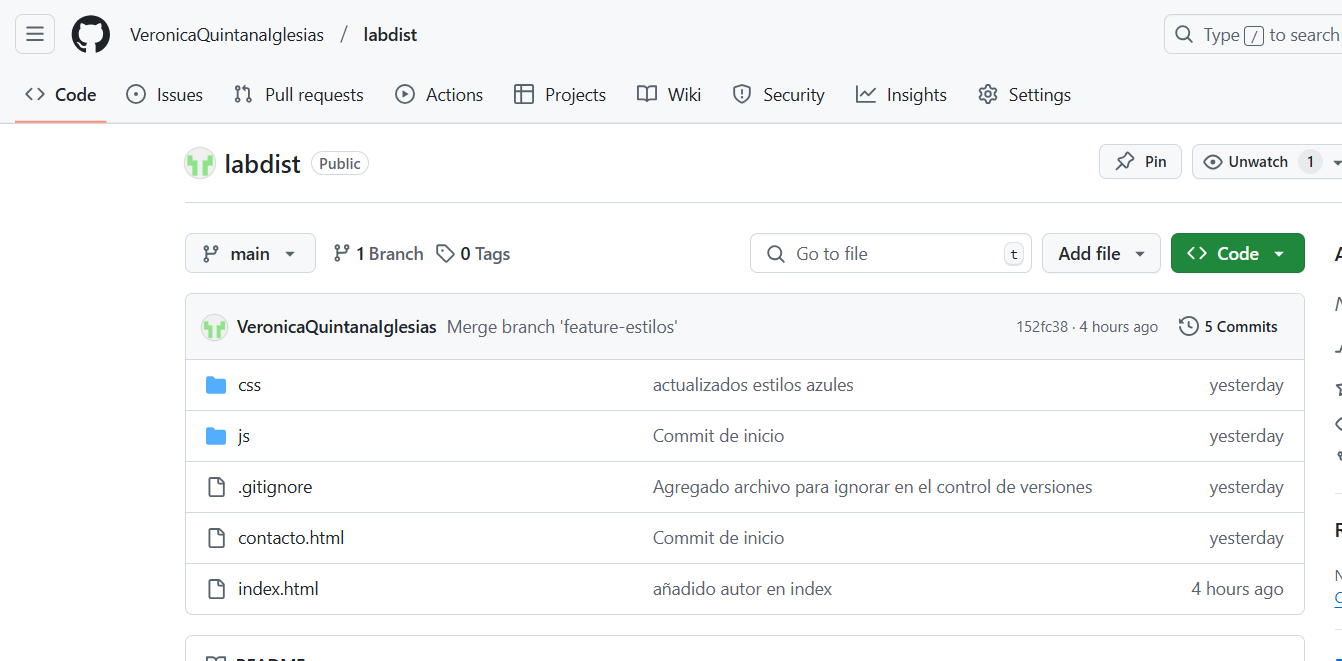 VeronicaQuintanaIglesias / labdist
Type / to search
Code Issues Pull requests Actions Projects Wiki Security Insights Settings
labdist Public
Pin Unwatch 1
main 1 Branch 0 Tags Go to file t Add file Code
VeronicaQuintanaIglesias Merge branch 'feature-estilos' 152fc38 · 4 hours ago 5 Commits
css actualizados estilos azules yesterday
js Commit de inicio yesterday
.gitignore Agregado archivo para ignorar en el control de versiones yesterday
contacto.html Commit de inicio yesterday
index.html añadido autor en index 4 hours ago